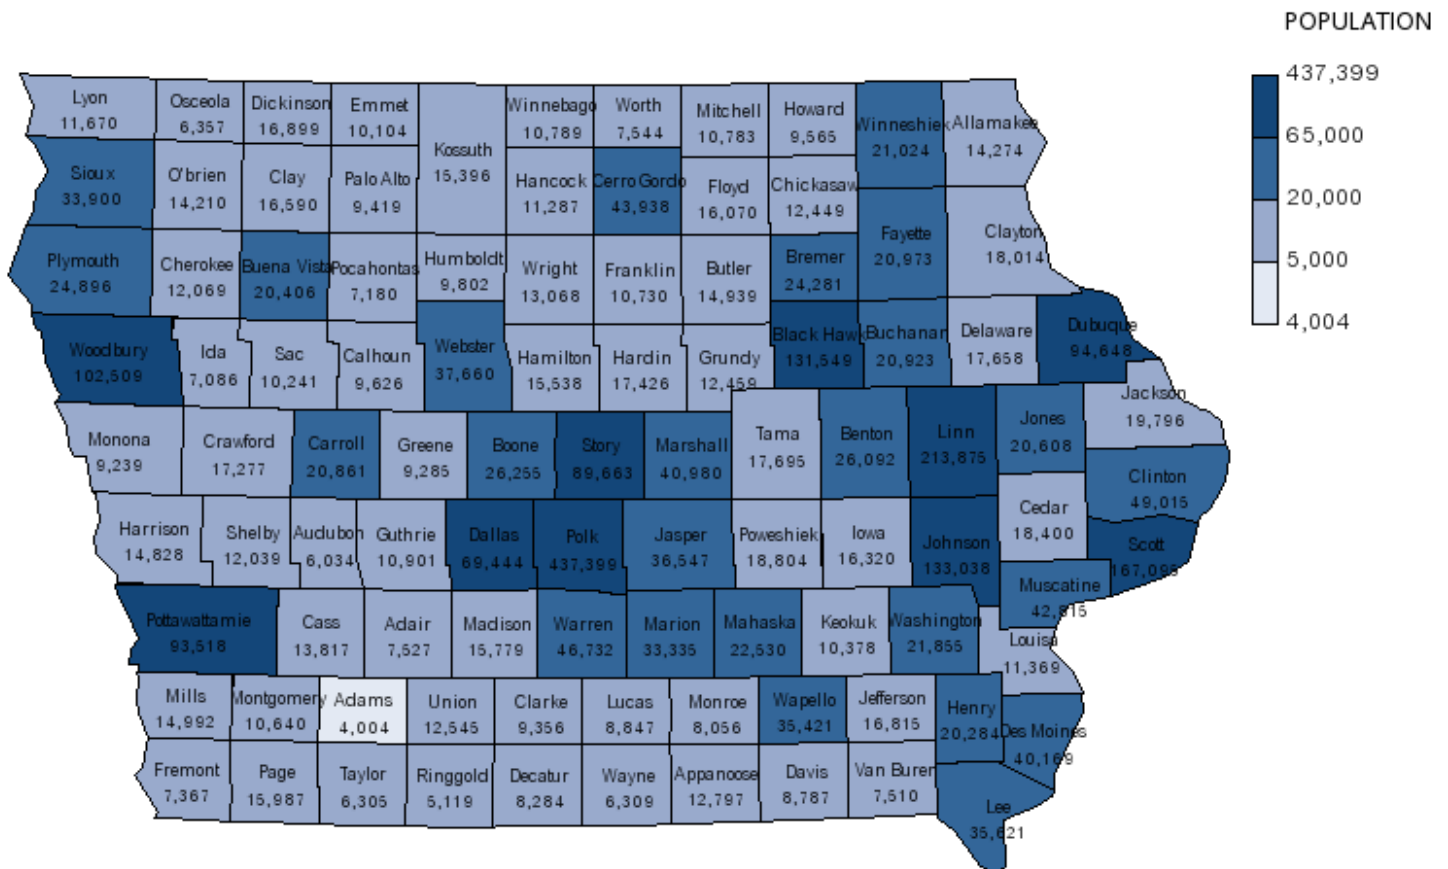 POPULATION
437,399
65,000
20,000
5,000
4,004
Lyon
11,670
Osceola
6,357
Dickinson
16,899
Emmet
10,104
Kossuth
15,396
Winnebago
10,789
Worth
7,544
Mitchell
10,783
Howard
9,565
Winneshiek
21,024
Allamakee
14,274
Sioux
33,900
O'brien
14,210
Clay
16,590
Palo Alto
9,419
Hancock
11,287
Cerro Gordo
43,938
Floyd
16,070
Chickasaw
12,449
Fayette
20,973
Clayton
18,014
Plymouth
24,896
Cherokee
12,069
Buena Vista
20,406
Pocahontas
7,180
Humboldt
9,802
Wright
13,068
Franklin
10,730
Butler
14,939
Bremer
24,281
Woodbury
102,509
Ida
7,086
Sac
10,241
Calhoun
9,626
Webster
37,660
Hamilton
15,538
Hardin
17,426
Grundy
12,459
Black Hawk
131,549
Buchanan
20,923
Delaware
17,658
Dubuque
94,648
Monona
9,239
Crawford
17,277
Carroll
20,861
Greene
9,285
Boone
26,255
Story
89,663
Marshall
40,980
Tama
17,695
Benton
26,092
Linn
213,875
Jones
20,608
Jackson
19,796
Clinton
49,015
Harrison
14,828
Shelby
12,039
Audubon
6,034
Guthrie
10,901
Dallas
69,444
Polk
437,399
Jasper
36,547
Poweshiek
18,804
Iowa
16,320
Johnson
133,038
Cedar
18,400
Scott
167,095
Muscatine
42,815
Pottawattamie
93,518
Cass
13,817
Adair
7,527
Madison
15,779
Warren
46,732
Marion
33,335
Mahaska
22,530
Keokuk
10,378
Washington
21,855
Louisa
11,369
Mills
14,992
Montgomery
10,640
Adams
4,004
Union
12,545
Clarke
9,356
Lucas
8,847
Monroe
8,056
Wapello
35,421
Jefferson
16,815
Henry
20,284
Des Moines
40,169
Fremont
7,367
Page
15,987
Taylor
6,305
Ringgold
5,119
Decatur
8,284
Wayne
6,309
Appanoose
12,797
Davis
8,787
Van Buren
7,510
Lee
35,621